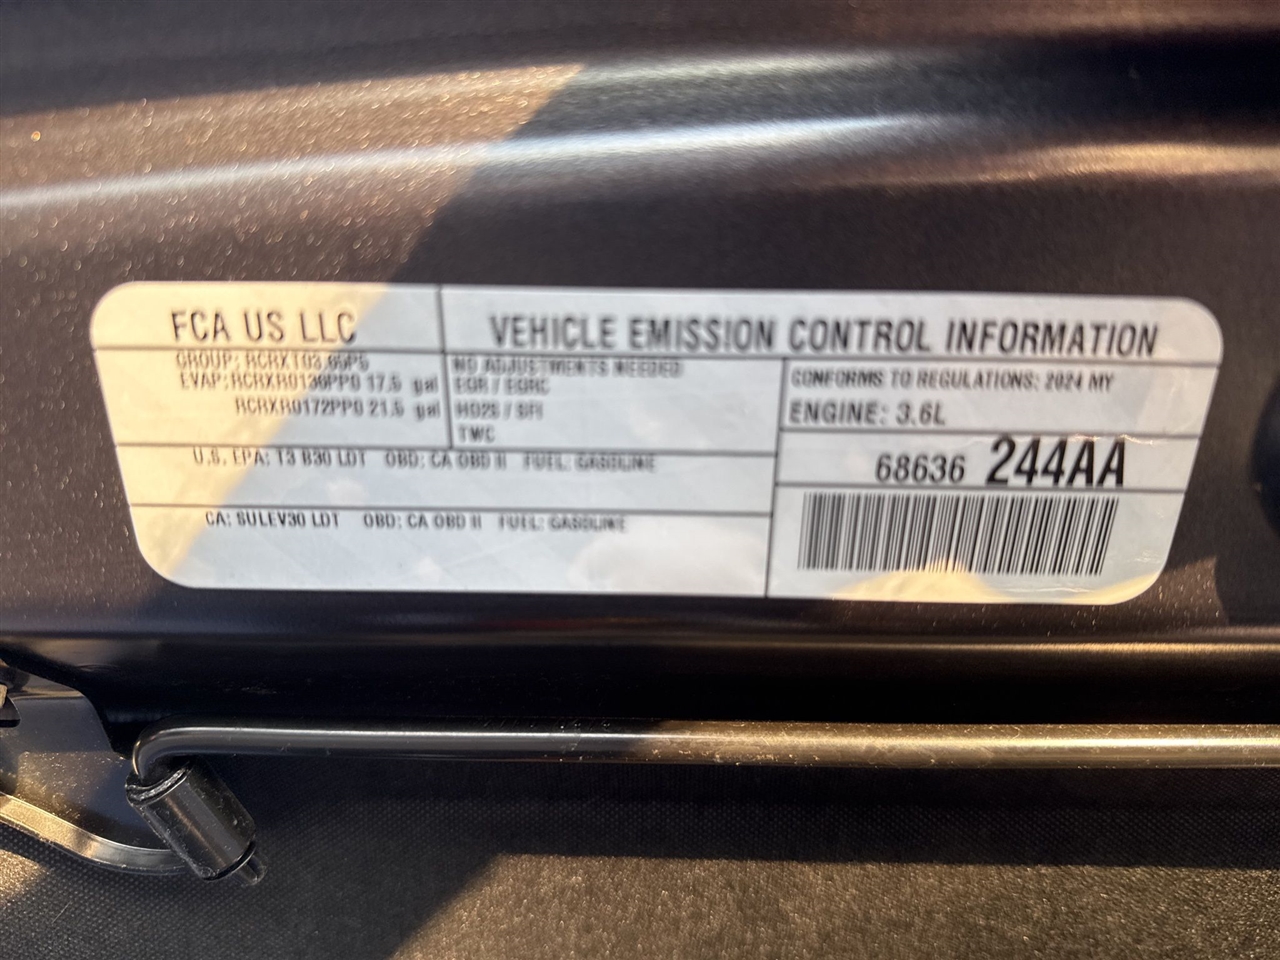 FCA US LLC
VEHICLE EMISSION CONTROL INFORMATION
GROUP: RCRXT03.65P5
EVAP: RCRXR0136PP0 17.5 gal
RCRXR0172PP0 21.5 gal
NO ADJUSTMENTS NEEDED
EGR / EGRC
HO2S / SFI
TWC
CONFORMS TO REGULATIONS: 2024 MY
ENGINE: 3.6L
68636 244AA
U.S. EPA: T3 B30 LDT OBD: CA OBD II FUEL: GASOLINE
CA: SULEV30 LDT OBD: CA OBD II FUEL: GASOLINE